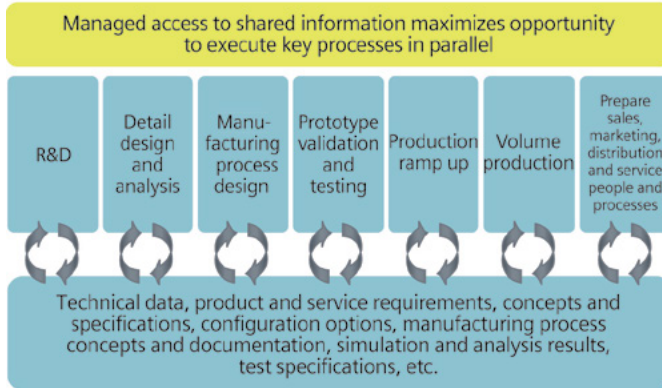 Managed access to shared information maximizes opportunity
to execute key processes in parallel
R&D
Detail
design
and
analysis
Manu-
facturing
process
design
Prototype
validation
and
testing
Production
ramp up
Volume
production
Prepare
sales,
marketing,
distribution
and service
people and
processes
Technical data, product and service requirements, concepts and
specifications, configuration options, manufacturing process
concepts and documentation, simulation and analysis results,
test specifications, etc.